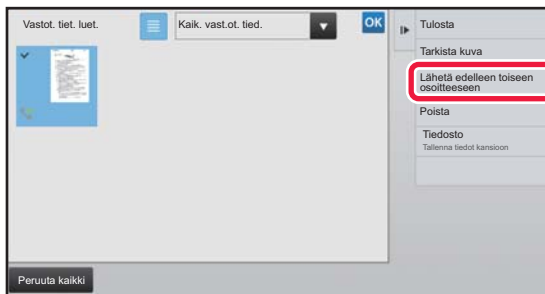 Vastot. tiet. luet.
Kaik. vast.ot. tied.
OK
Tulosta
Tarkista kuva
Lähetä edelleen toiseen
osoitteeseen
Poista
Tiedosto
Tallenna tiedot kansioon
Peruuta kaikki